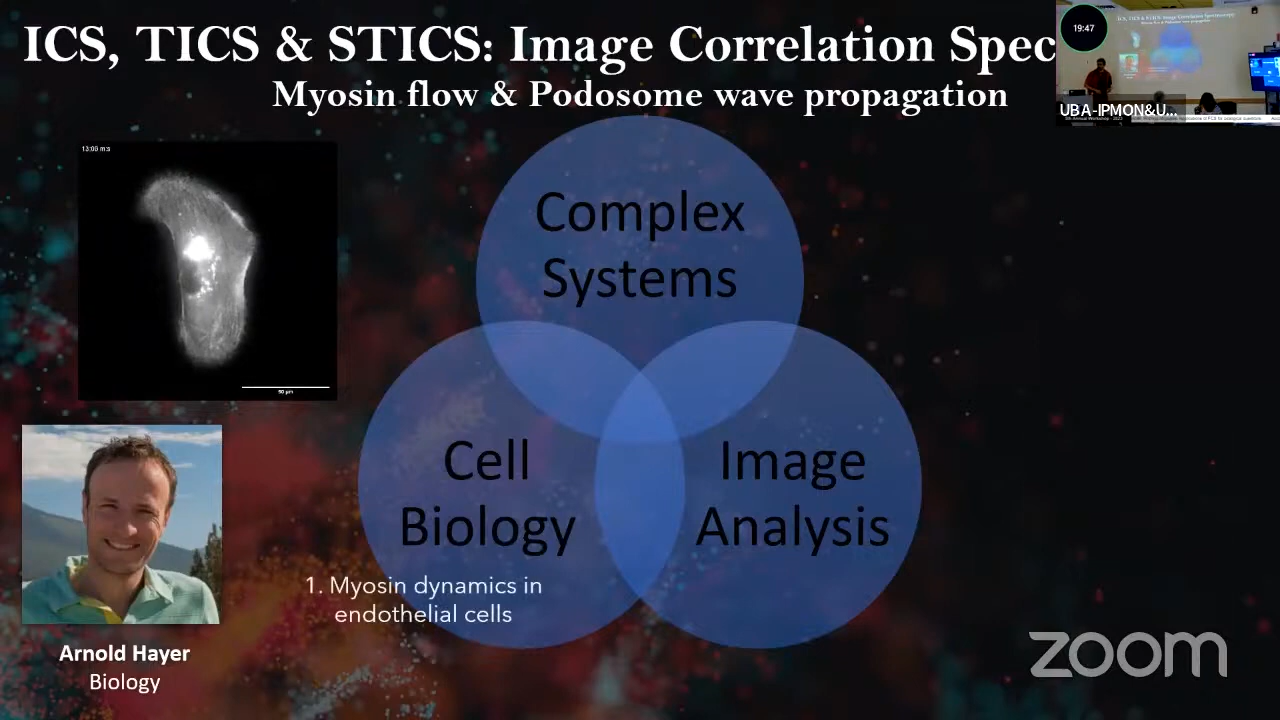 ICS, TICS & STICS: Image Correlation Spec
Myosin flow & Podosome wave propagation
19:47
UBA-IPMON&U...
13:00 m:s
50 μm
Complex
Systems
Cell
Biology
Image
Analysis
1. Myosin dynamics in
endothelial cells
Arnold Hayer
Biology
zoom